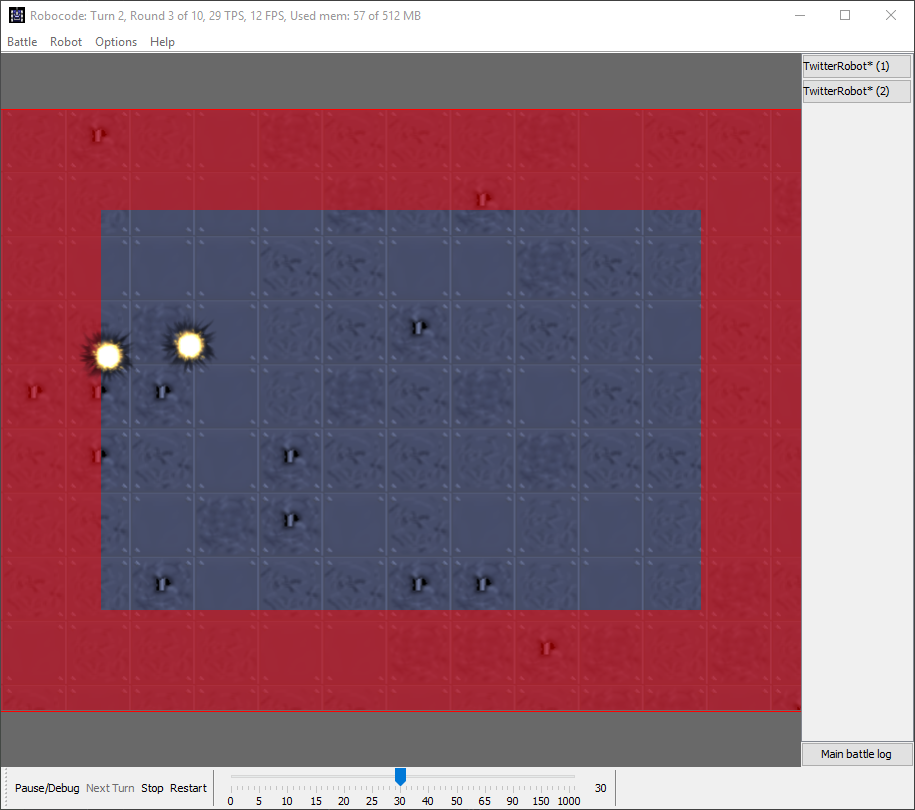 Robocode: Turn 2, Round 3 of 10, 29 TPS, 12 FPS, Used mem: 57 of 512 MB
Battle Robot Options Help
TwitterRobot* (1)
TwitterRobot* (2)
Main battle log
Pause/Debug Next Turn Stop Restart
30
0 5 10 15 20 25 30 40 50 65 90 150 1000